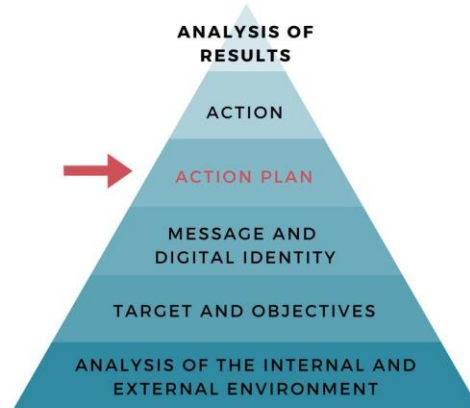 ANALYSIS OF
RESULTS
ACTION
ACTION PLAN
MESSAGE AND
DIGITAL IDENTITY
TARGET AND OBJECTIVES
ANALYSIS OF THE INTERNAL AND
EXTERNAL ENVIRONMENT